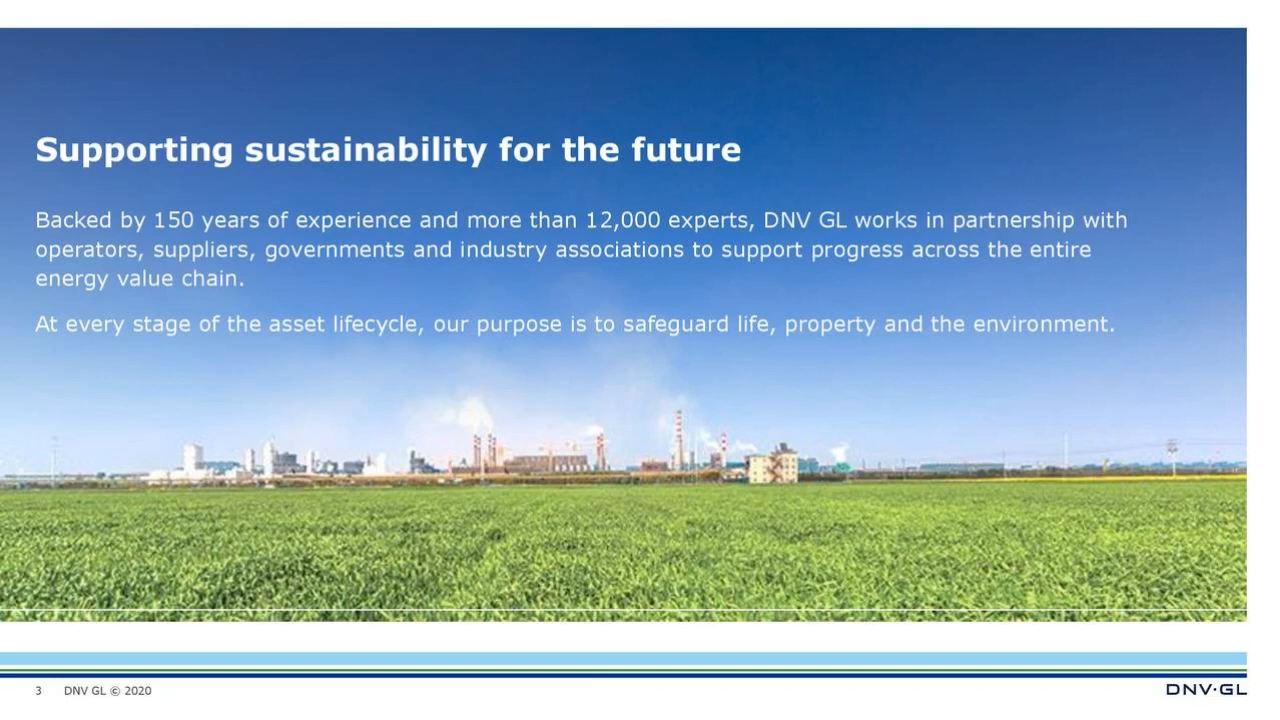 Supporting sustainability for the future
Backed by 150 years of experience and more than 12,000 experts, DNV GL works in partnership with
operators, suppliers, governments and industry associations to support progress across the entire
energy value chain.
At every stage of the asset lifecycle, our purpose is to safeguard life, property and the environment.
3 DNV GL © 2020
DNV·GL